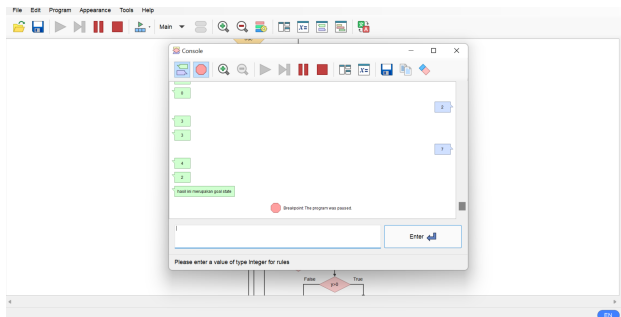 File Edit Program Appearance Tools Help
Main
Console
2
3
3
1
4
2
hasil ini merupakan goal state
Breakpoint: The program was paused.
Enter
Please enter a value of type Integer for rules
False True
y>0
EN